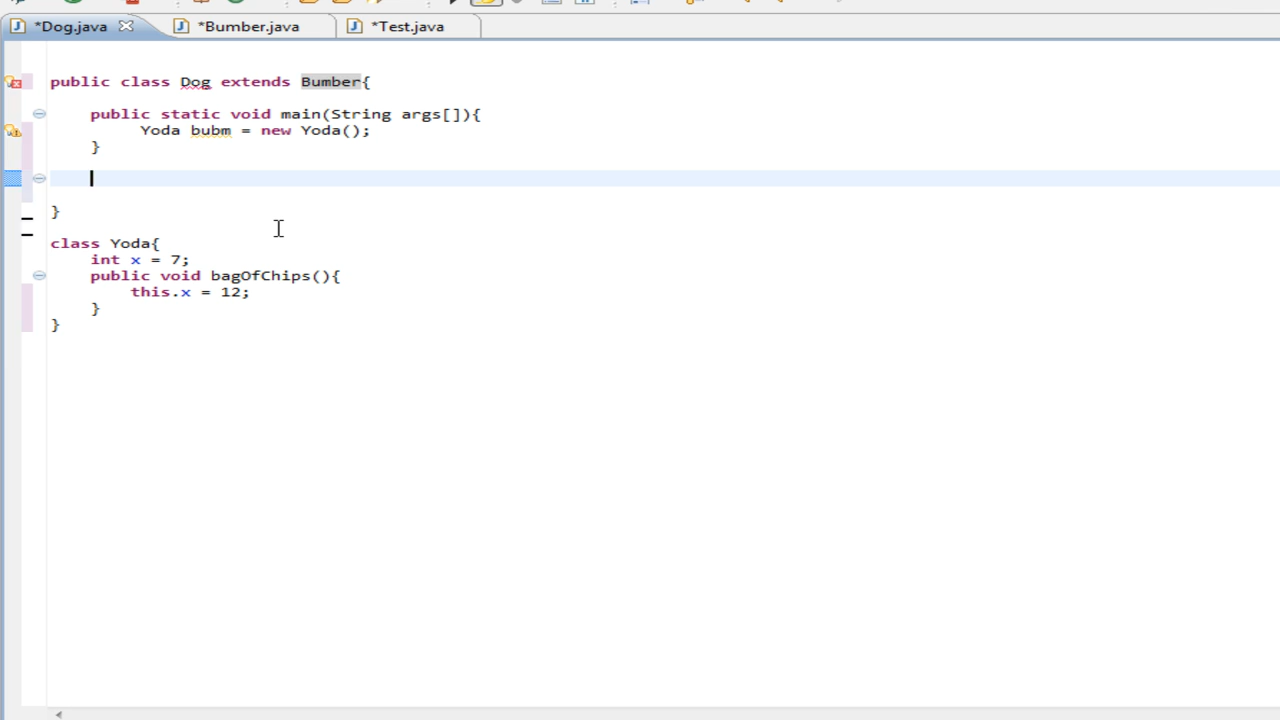 *Dog.java
*Bumber.java
*Test.java
public class Dog extends Bumber{
public static void main(String args[]){
Yoda bubm = new Yoda();
}
}
class Yoda{
int x = 7;
public void bagOfChips(){
this.x = 12;
}
}